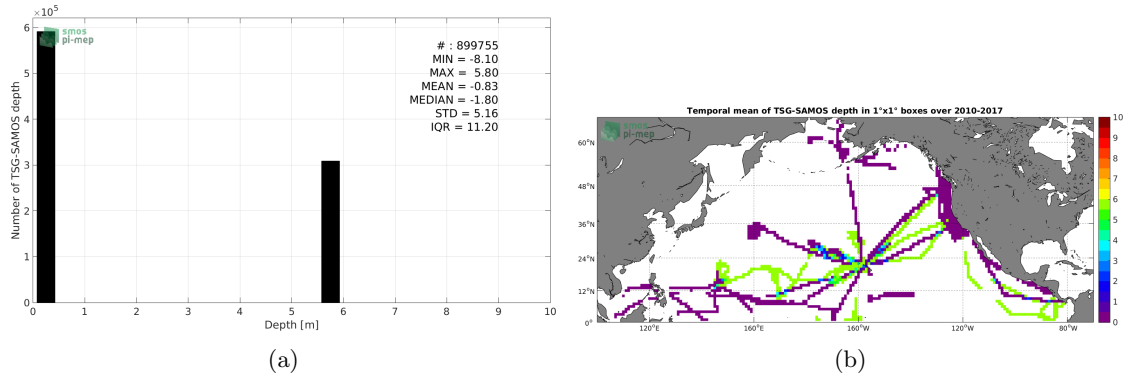 ×10⁵
smos
pi-mep
# : 899755
MIN = -8.10
MAX = 5.80
MEAN = -0.83
MEDIAN = -1.80
STD = 5.16
IQR = 11.20
Number of TSG-SAMOS depth
6
5
4
3
2
1
0
0 1 2 3 4 5 6 7 8 9 10
Depth [m]
(a)
Temporal mean of TSG-SAMOS depth in 1°x1° boxes over 2010-2017
smos
pi-mep
60°N
48°N
36°N
24°N
12°N
0°
120°E 160°E 160°W 120°W 80°W
10
9
8
7
6
5
4
3
2
1
0
(b)